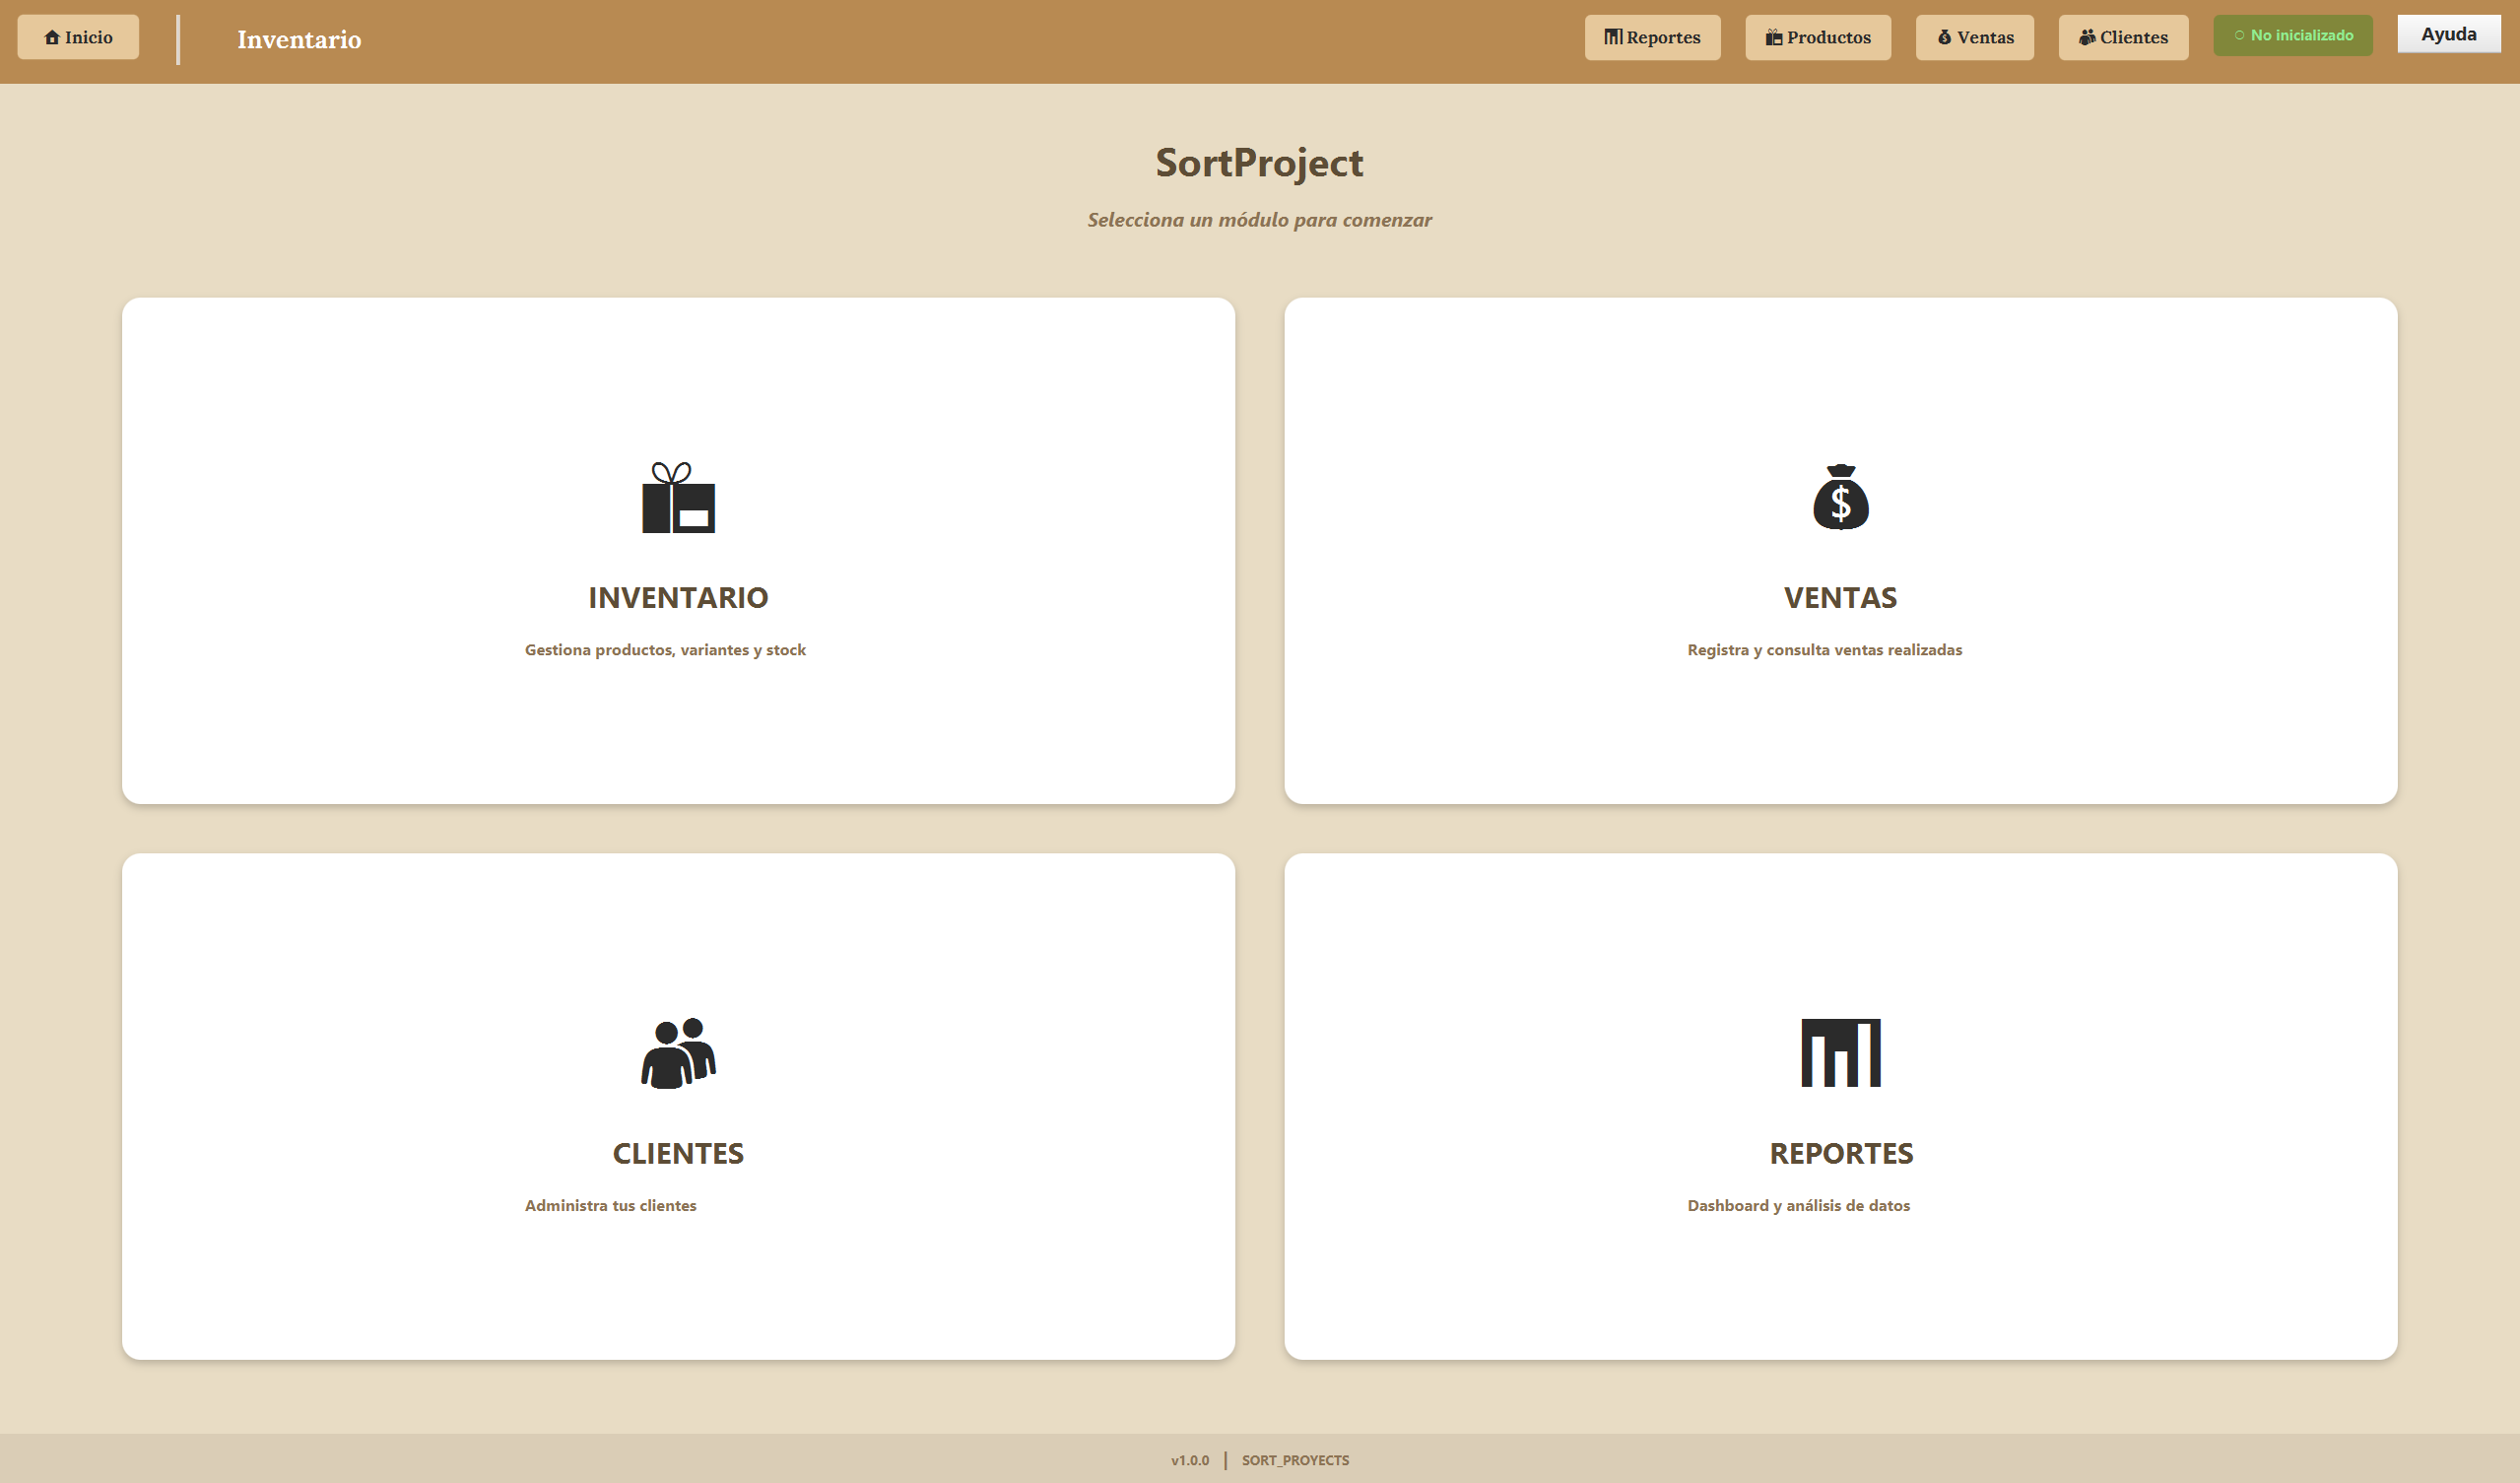 Inicio
Inventario
Reportes
Productos
Ventas
Clientes
No inicializado
Ayuda
SortProject
Selecciona un módulo para comenzar
INVENTARIO
Gestiona productos, variantes y stock
VENTAS
Registra y consulta ventas realizadas
CLIENTES
Administra tus clientes
REPORTES
Dashboard y análisis de datos
v1.0.0 | SORT_PROYECTS